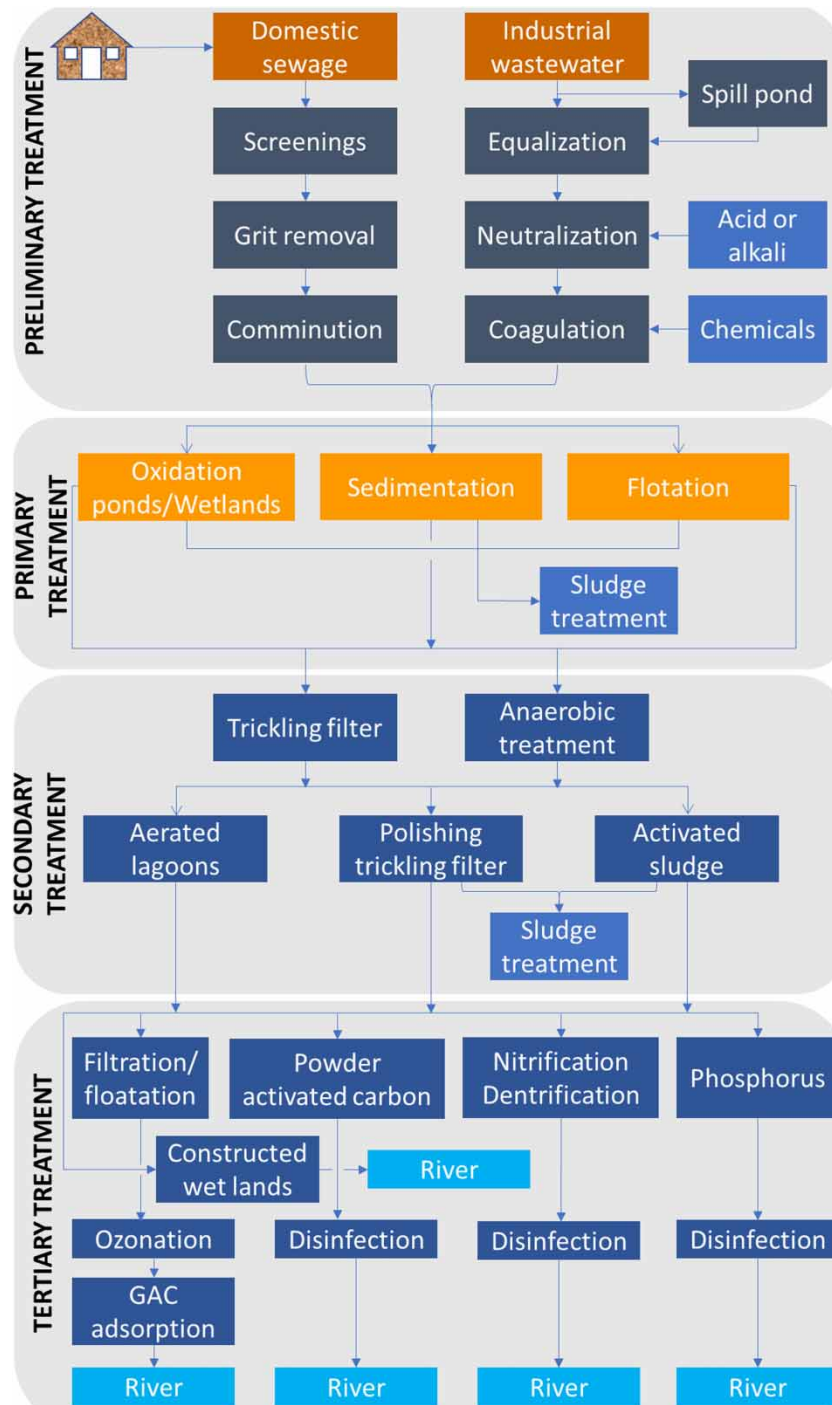 PRELIMINARY TREATMENT
Domestic
sewage
Industrial
wastewater
Spill pond
Screenings
Equalization
Grit removal
Neutralization
Acid or
alkali
Comminution
Coagulation
Chemicals
PRIMARY
TREATMENT
Oxidation
ponds/Wetlands
Sedimentation
Flotation
Sludge
treatment
SECONDARY
TREATMENT
Trickling filter
Anaerobic
treatment
Aerated
lagoons
Polishing
trickling filter
Activated
sludge
Sludge
treatment
TERTIARY TREATMENT
Filtration/
floatation
Powder
activated carbon
Nitrification
Dentrification
Phosphorus
Constructed
wet lands
River
Ozonation
Disinfection
Disinfection
Disinfection
GAC
adsorption
River
River
River
River